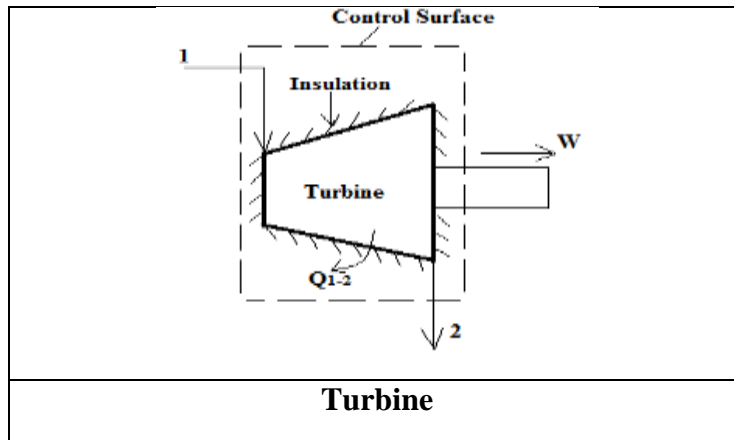 Control Surface
1
Insulation
W
Turbine
Q1-2
2
Turbine